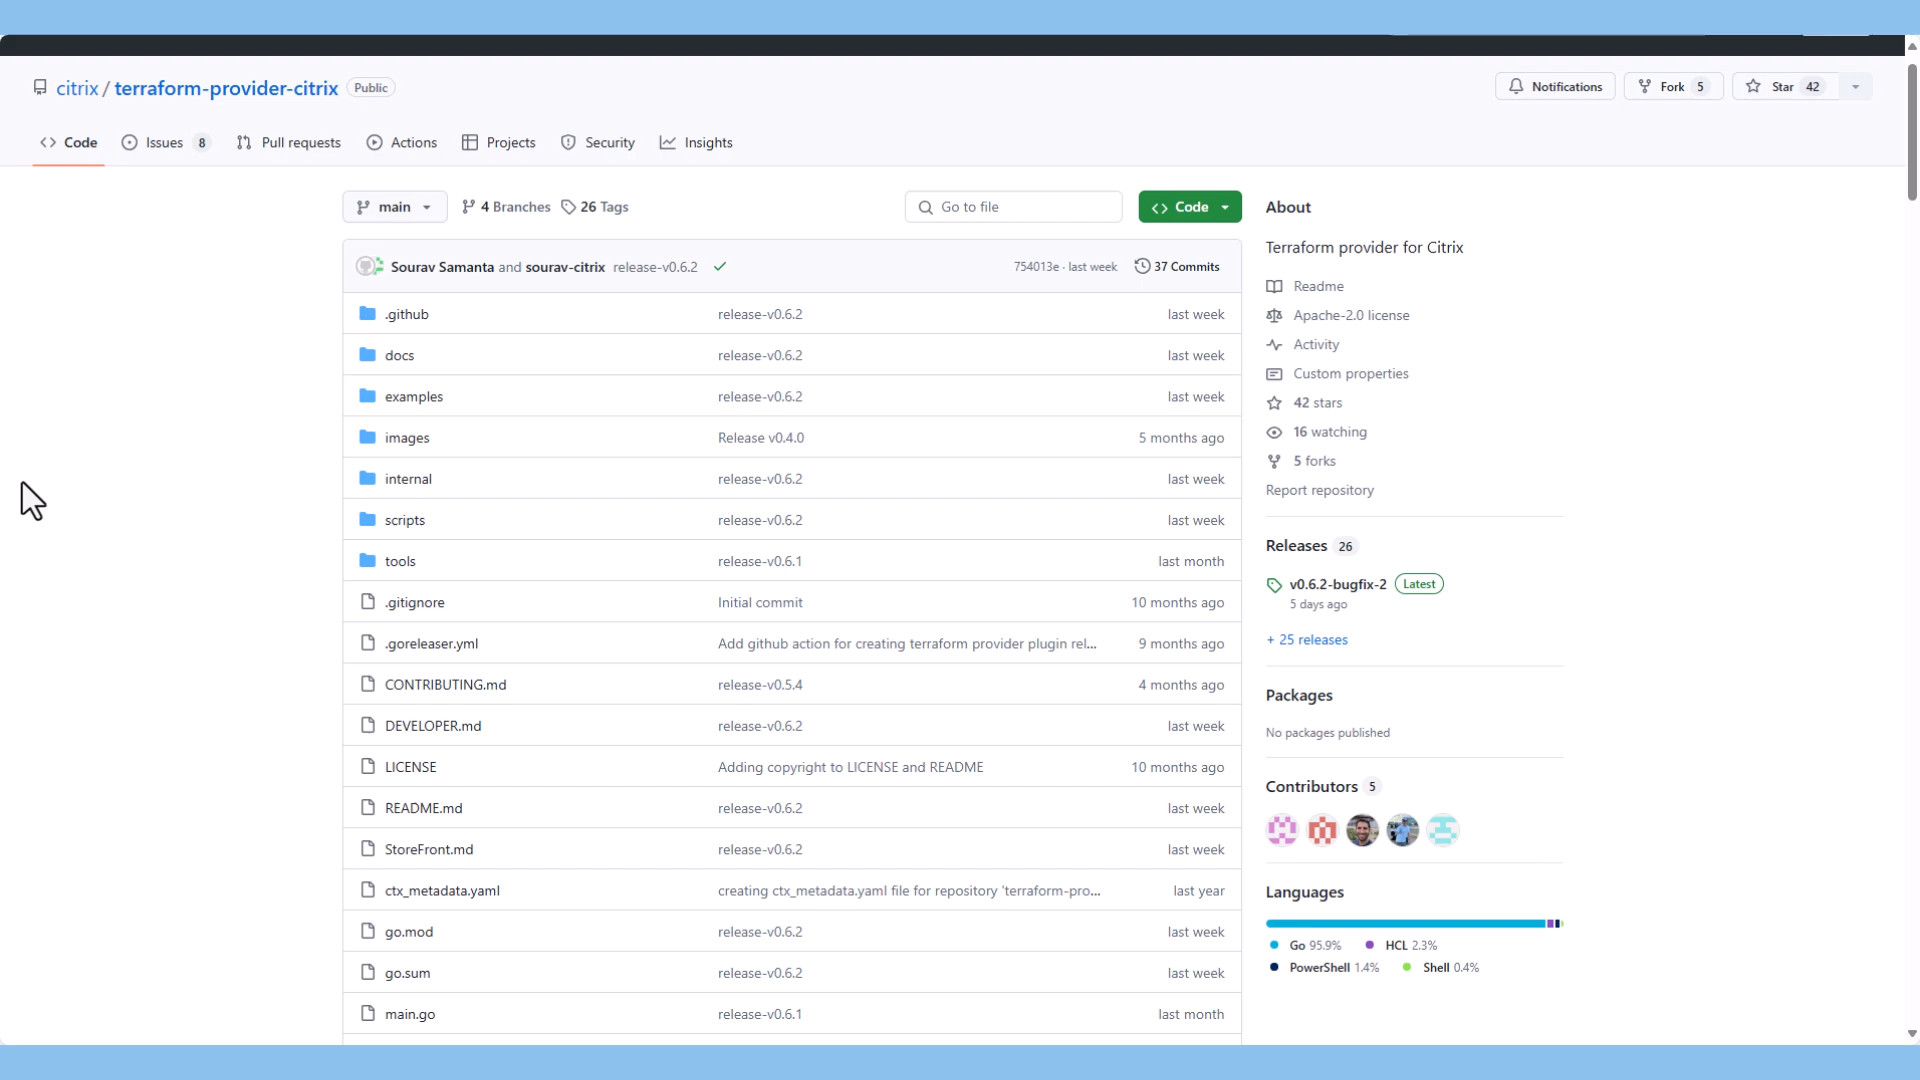 citrix / terraform-provider-citrix Public
Notifications Fork 5 Star 42
Code Issues 8 Pull requests Actions Projects Security Insights
main 4 Branches 26 Tags Go to file Code
Sourav Samanta and sourav-citrix release-v0.6.2 754013e · last week 37 Commits
.github release-v0.6.2 last week
docs release-v0.6.2 last week
examples release-v0.6.2 last week
images Release v0.4.0 5 months ago
internal release-v0.6.2 last week
scripts release-v0.6.2 last week
tools release-v0.6.1 last month
.gitignore Initial commit 10 months ago
.goreleaser.yml Add github action for creating terraform provider plugin rel... 9 months ago
CONTRIBUTING.md release-v0.5.4 4 months ago
DEVELOPER.md release-v0.6.2 last week
LICENSE Adding copyright to LICENSE and README 10 months ago
README.md release-v0.6.2 last week
StoreFront.md release-v0.6.2 last week
ctx_metadata.yaml creating ctx_metadata.yaml file for repository 'terraform-pro... last year
go.mod release-v0.6.2 last week
go.sum release-v0.6.2 last week
main.go release-v0.6.1 last month
About
Terraform provider for Citrix
Readme
Apache-2.0 license
Activity
Custom properties
42 stars
16 watching
5 forks
Report repository
Releases 26
v0.6.2-bugfix-2 Latest
5 days ago
+ 25 releases
Packages
No packages published
Contributors 5
Languages
Go 95.9% HCL 2.3%
PowerShell 1.4% Shell 0.4%